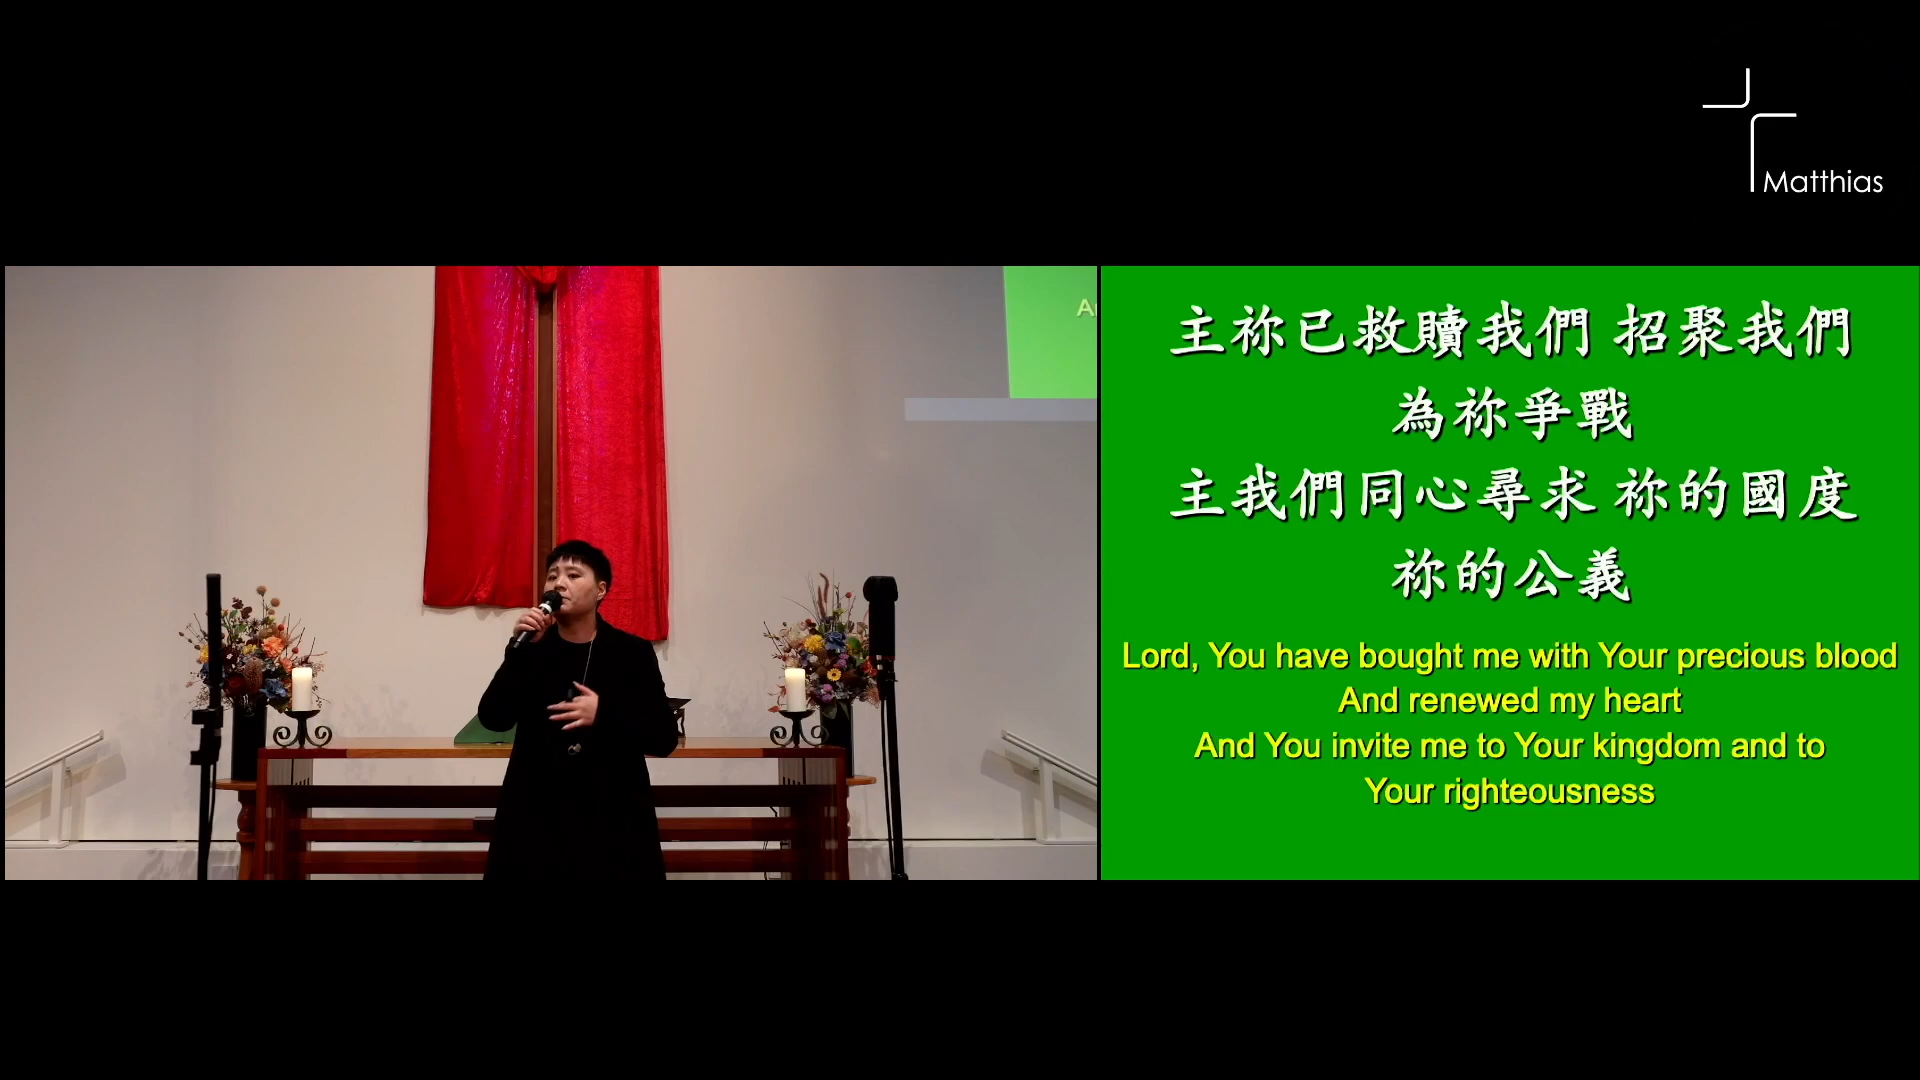 Matthias
主祢已救贖我們 招聚我們
為祢爭戰
主我們同心尋求 祢的國度
祢的公義
Lord, You have bought me with Your precious blood
And renewed my heart
And You invite me to Your kingdom and to
Your righteousness